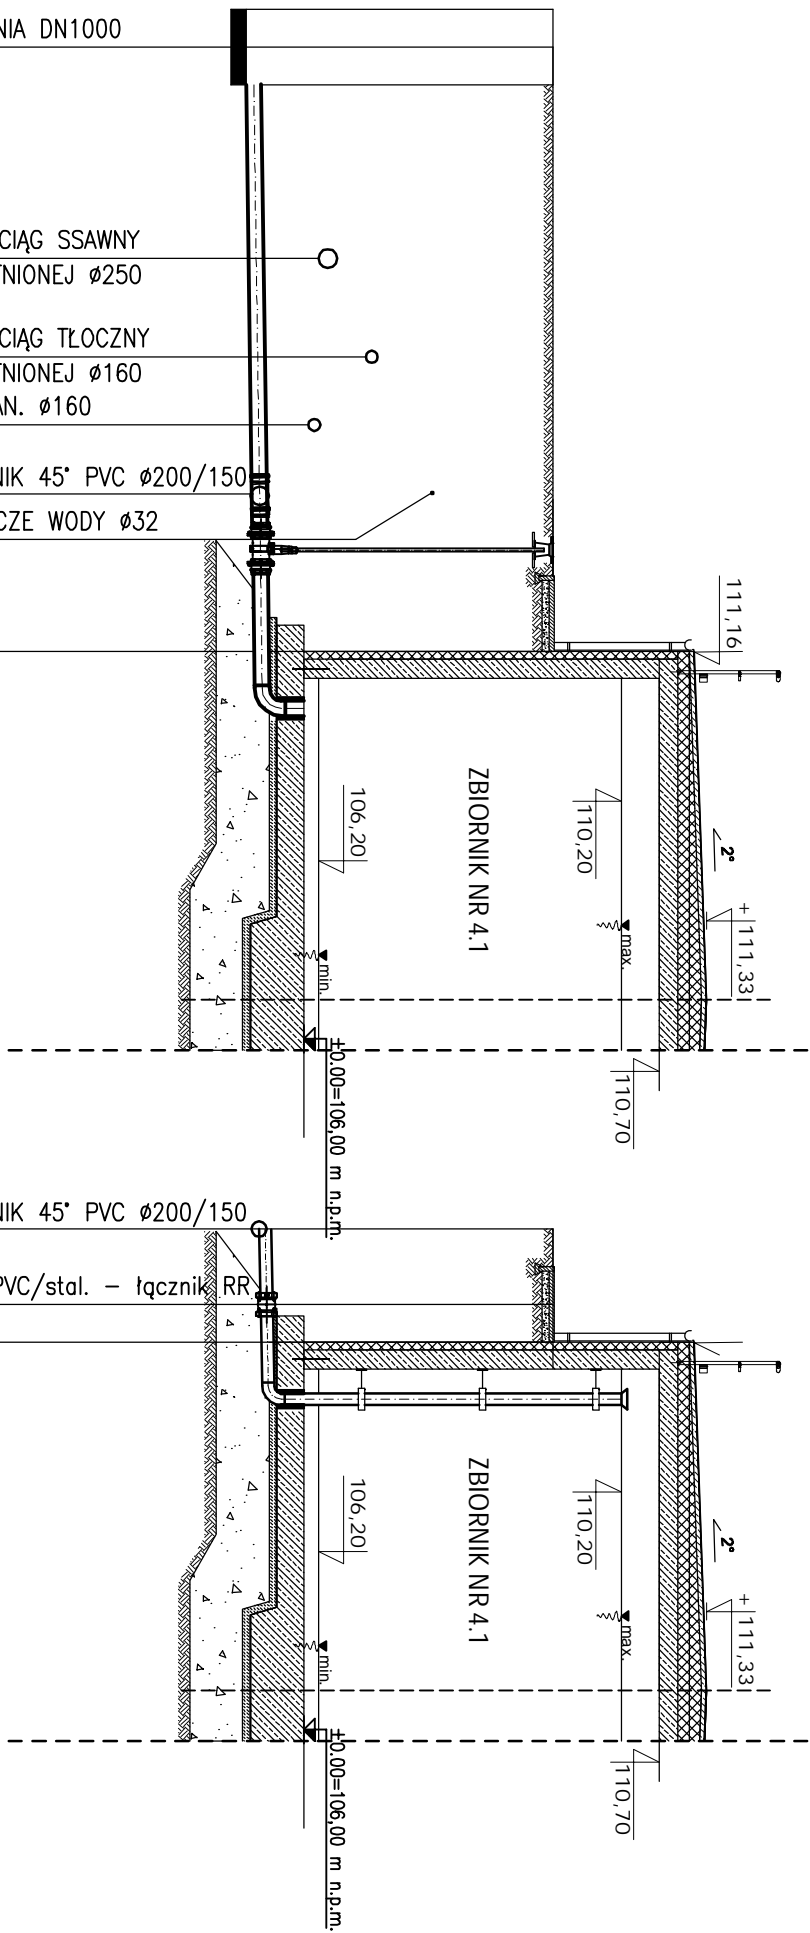 NIA DN1000
CIĄG SSAWNY
TNIONEJ ø250
CIĄG TŁOCZNY
TNIONEJ ø160
AN. ø160
NIK 45° PVC ø200/150
CZE WODY ø32
111,16
106,20
ZBIORNIK NR 4.1
110,20
2°
+111,33
max.
min.
±0.00=106,00 m n.p.m.
110,70
NIK 45° PVC ø200/150
PVC/stal. – łącznik RR
106,20
ZBIORNIK NR 4.1
110,20
2°
+111,33
max.
min.
±0.00=106,00 m n.p.m.
110,70